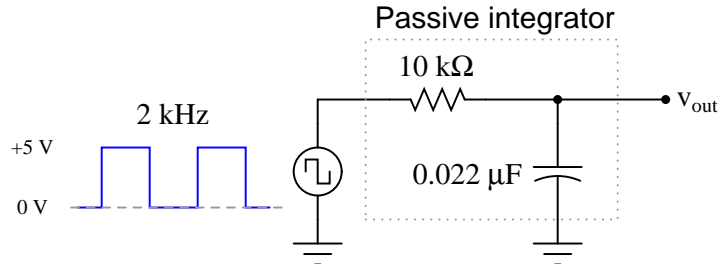 Passive integrator
10 kΩ
2 kHz
+5 V
0 V
0.022 μF
vout